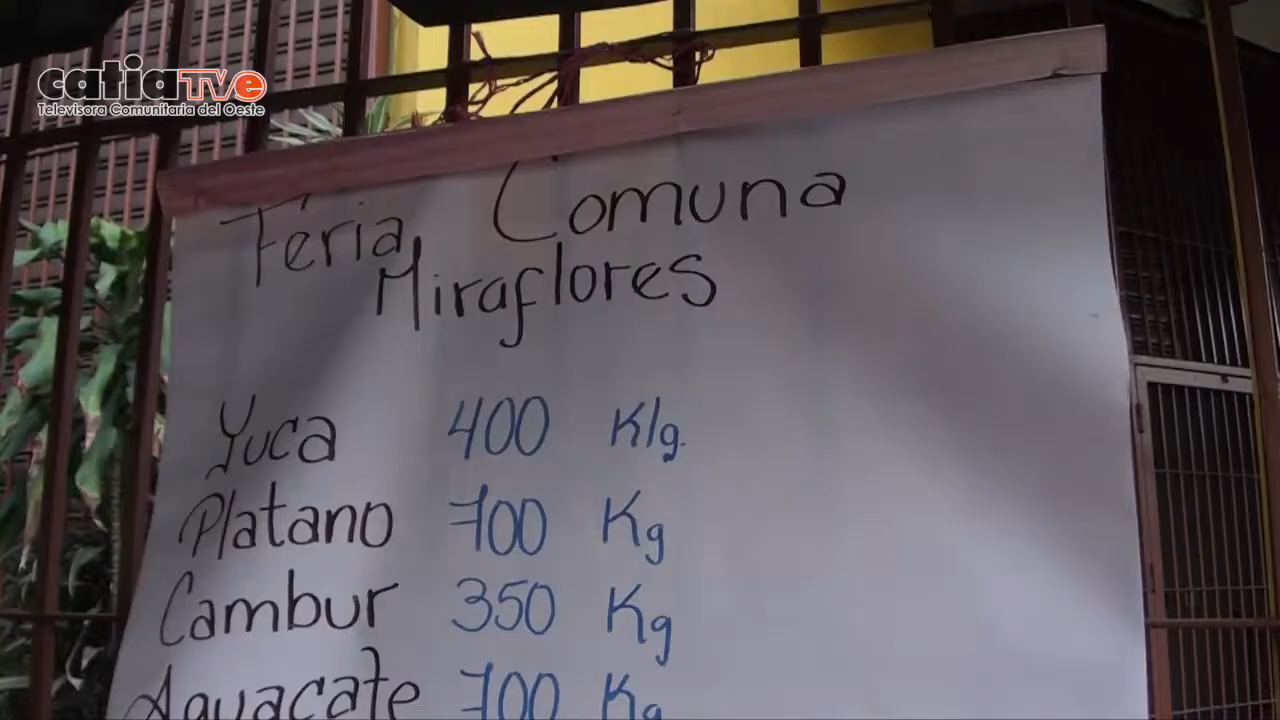 catiaTVe
Televisora Comunitaria del Oeste
Feria Comuna
Miraflores
Yuca 400 Klg.
Platano 700 Kg
Cambur 350 Kg
Aguacate 700 Kg